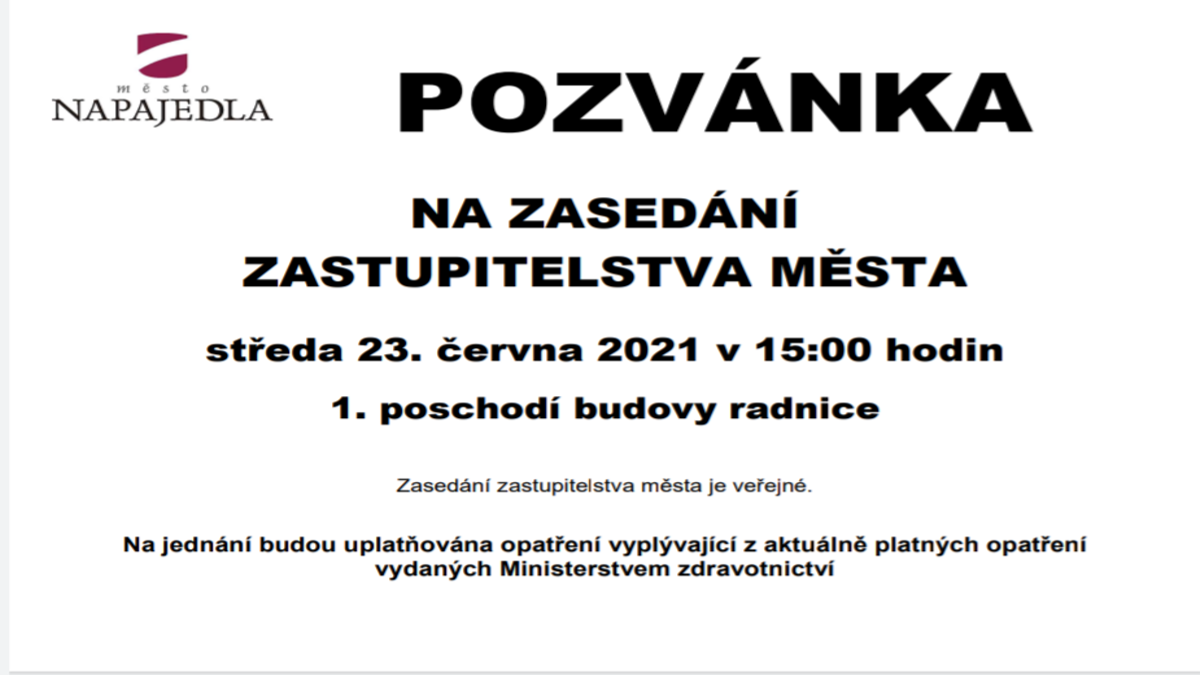 město
NAPAJEDLA
POZVÁNKA
NA ZASEDÁNÍ
ZASTUPITELSTVA MĚSTA
středa 23. června 2021 v 15:00 hodin
1. poschodí budovy radnice
Zasedání zastupitelstva města je veřejné.
Na jednání budou uplatňována opatření vyplývající z aktuálně platných opatření
vydaných Ministerstvem zdravotnictví